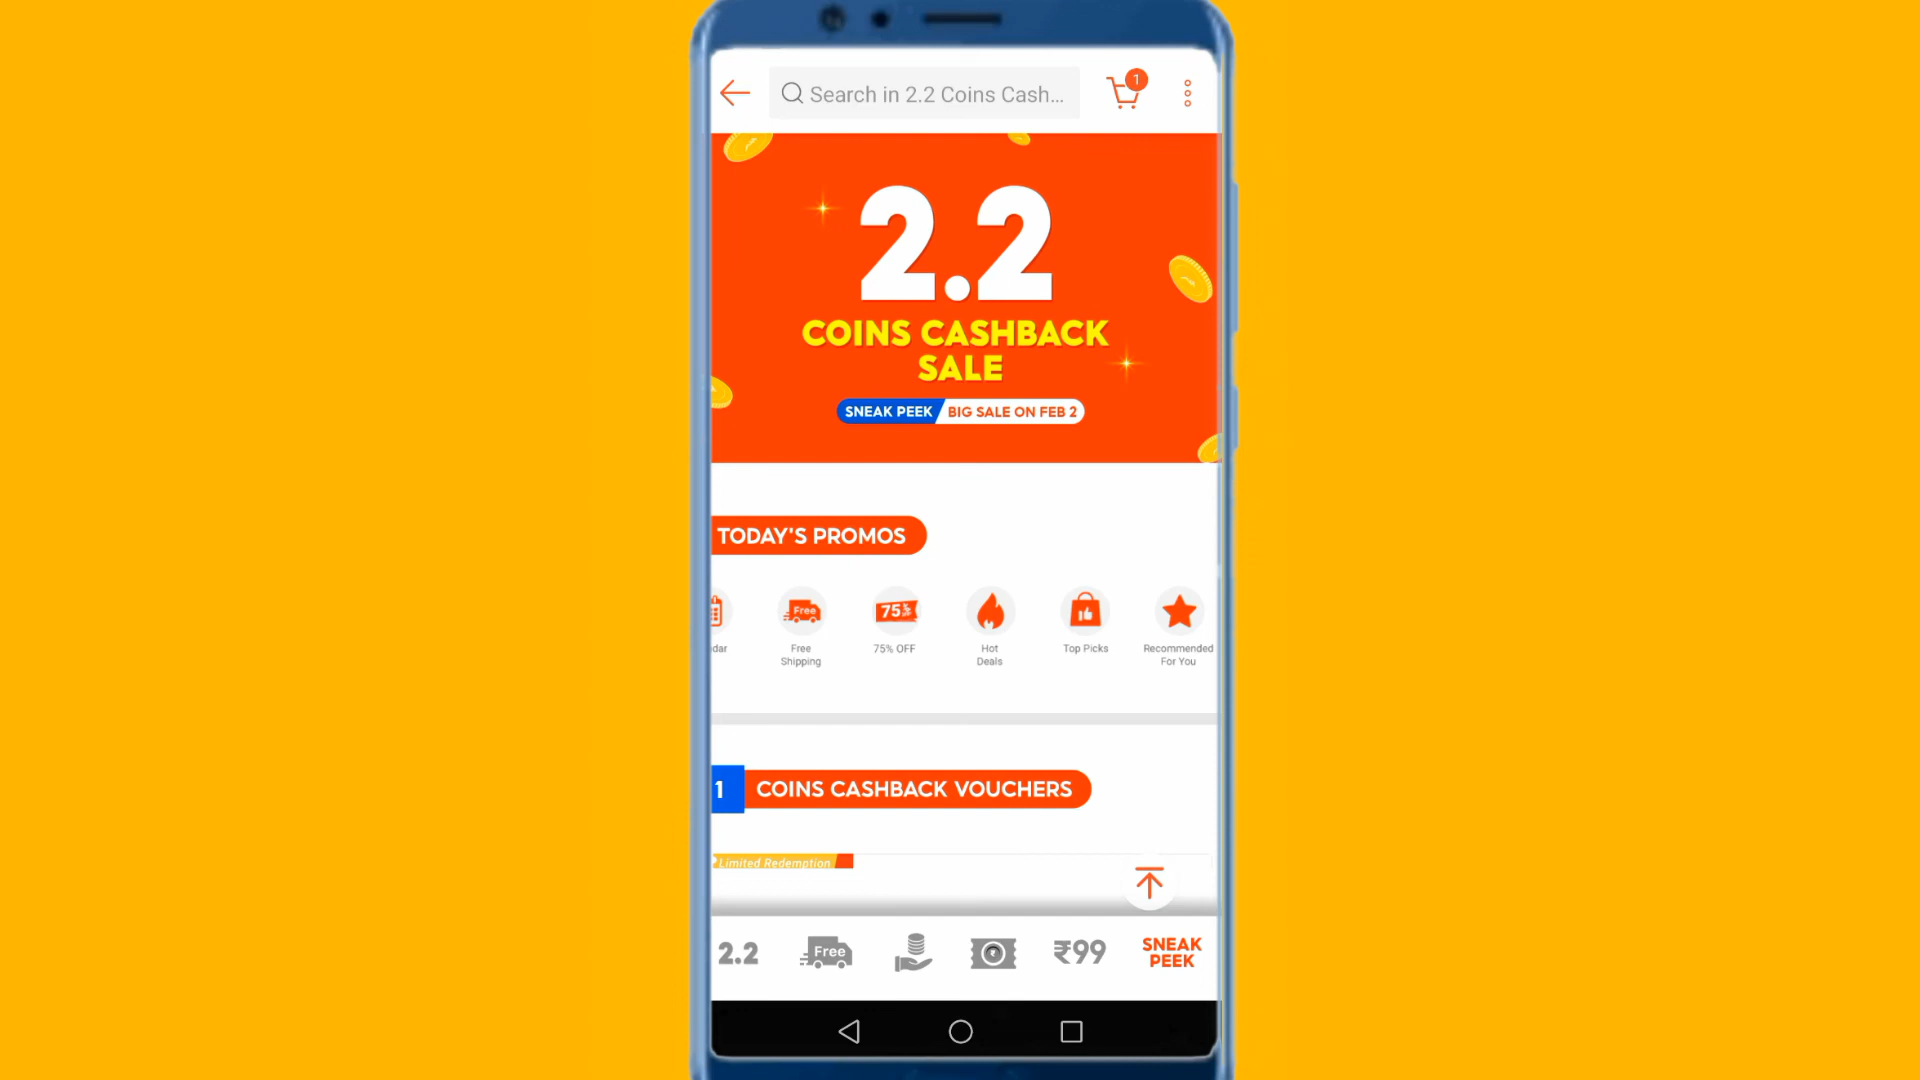 Search in 2.2 Coins Cash...
1
2.2
COINS CASHBACK
SALE
SNEAK PEEK BIG SALE ON FEB 2
TODAY'S PROMOS
Free
75% OFF
dar
Free
Shipping
75% OFF
Hot
Deals
Top Picks
Recommended
For You
1 COINS CASHBACK VOUCHERS
Limited Redemption
2.2
Free
₹
₹99
SNEAK
PEEK